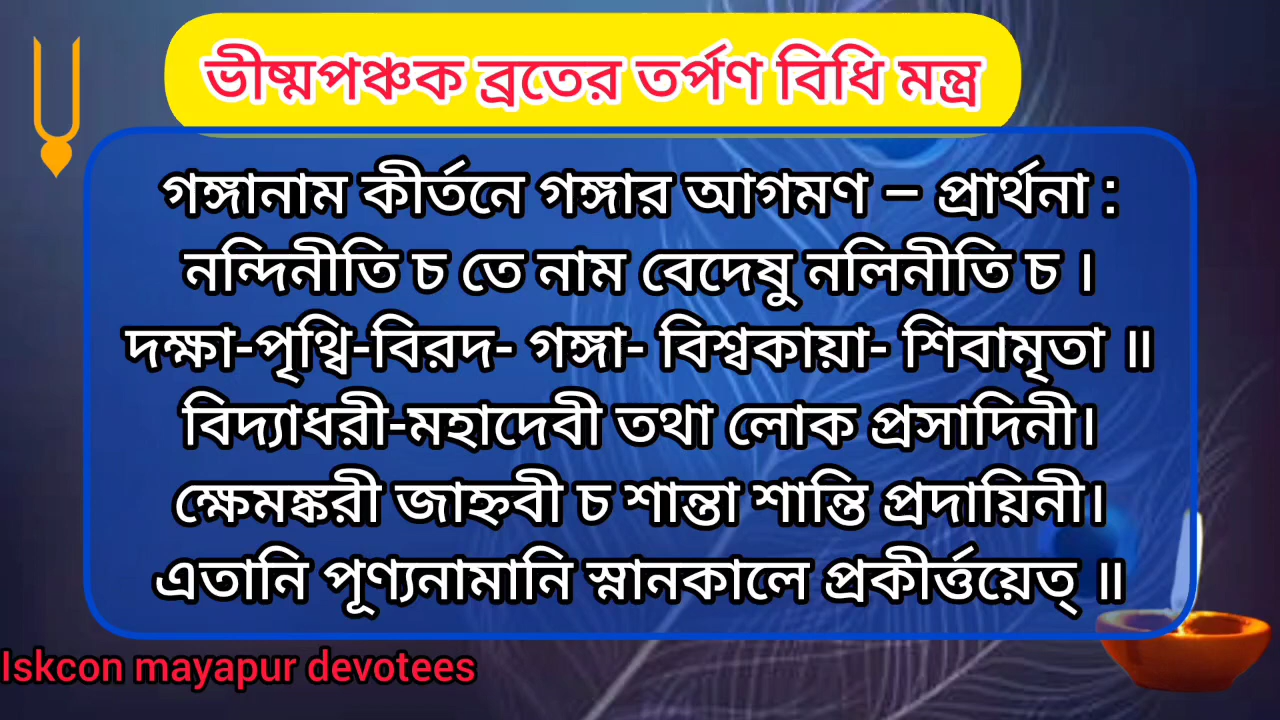 ভীষ্মপঞ্চক ব্রতের তর্পণ বিধি মন্ত্র
গঙ্গানাম কীর্তনে গঙ্গার আগমণ – প্রার্থনা :
নন্দিনীতি চ তে নাম বেদেষু নলিনীতি চ ।
দক্ষা-পৃথ্বি-বিরদ- গঙ্গা- বিশ্বকায়া- শিবামৃতা ॥
বিদ্যাধরী-মহাদেবী তথা লোক প্রসাদিনী।
ক্ষেমঙ্করী জাহ্নবী চ শান্তা শান্তি প্রদায়িনী।
এতানি পূণ্যনামানি স্নানকালে প্রকীর্ত্তয়েত্ ॥
Iskcon mayapur devotees